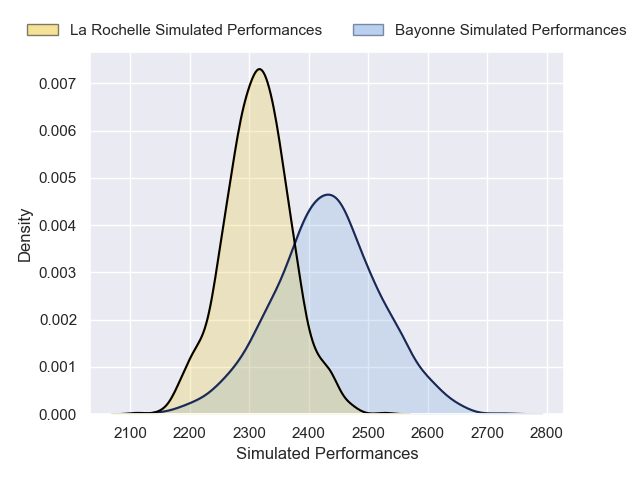 La Rochelle Simulated Performances Bayonne Simulated Performances
0.007
0.006
0.005
0.004
0.003
0.002
0.001
0.000
Density
2100 2200 2300 2400 2500 2600 2700 2800
Simulated Performances